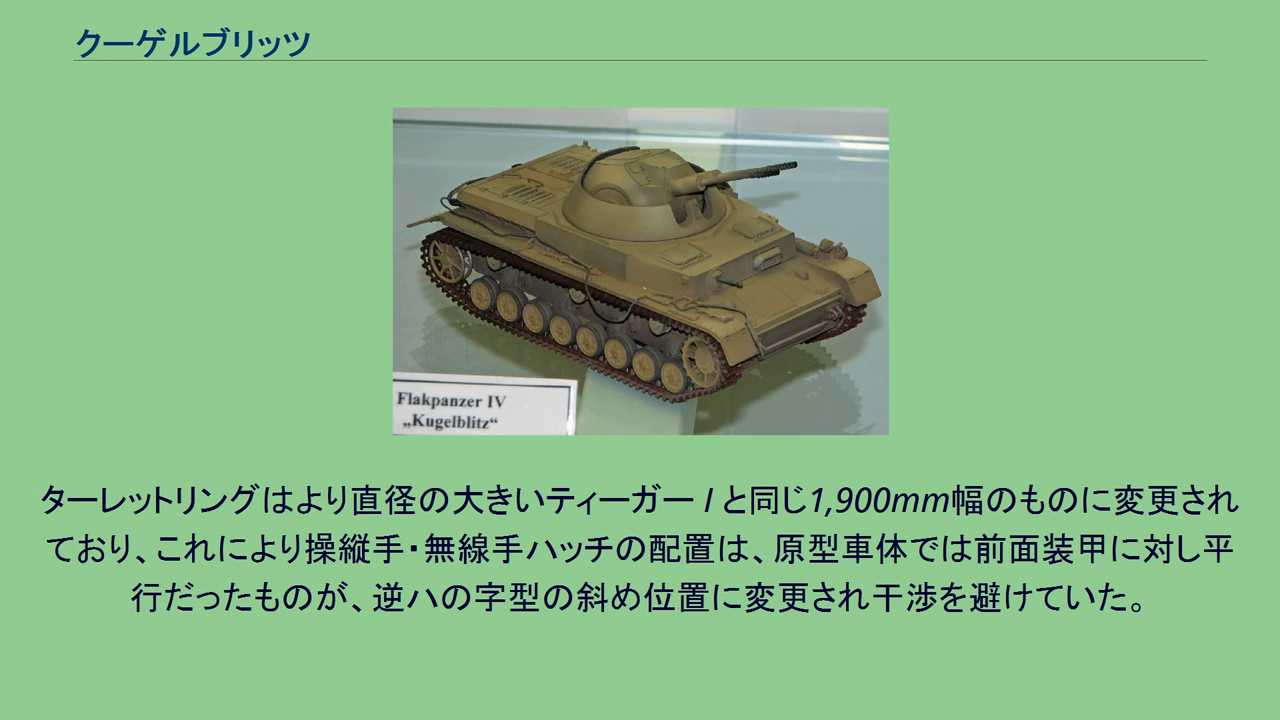 クーゲルブリッツ
Flakpanzer IV
„Kugelblitz“
ターレットリングはより直径の大きいティーガー I と同じ1,900mm幅のものに変更され
ており、これにより操縦手・無線手ハッチの配置は、原型車体では前面装甲に対し平
行だったものが、逆ハの字型の斜め位置に変更され干渉を避けていた。